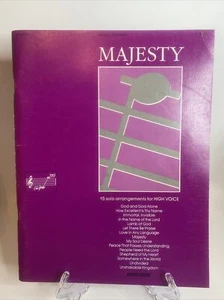 MAJESTY
15 solo arrangements for HIGH VOICE
God and God Alone
How Excellent Is Thy Name
Immortal, Invisible
In the Name of the Lord
Lamb of God
Let There Be Praise
Love in Any Language
Majesty
My Soul Desire
Peace That Passes Understanding
People Need the Lord
Shepherd of My Heart
Somewhere in the World
Undivided
Unshakable Kingdom